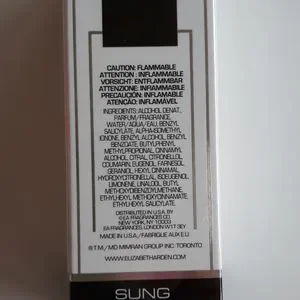 CAUTION: FLAMMABLE
ATTENTION : INFLAMMABLE
VORSICHT: ENTFLAMMBAR
ATTENZIONE: INFIAMMABILE
PRECAUCIÓN: INFLAMABLE
ATENÇÃO: INFLAMÁVEL
INGREDIENTS: ALCOHOL DENAT.,
PARFUM/FRAGRANCE,
WATER/AQUA/EAU, BENZYL
SALICYLATE, ALPHA-ISOMETHYL
IONONE, BENZYL ALCOHOL, BENZYL
BENZOATE, BUTYLPHENYL
METHYLPROPIONAL, CINNAMYL
ALCOHOL, CITRAL, CITRONELLOL,
COUMARIN, EUGENOL, FARNESOL,
GERANIOL, HEXYL CINNAMAL,
HYDROXYCITRONELLAL, ISOEUGENOL,
LIMONENE, LINALOOL, BUTYL
METHOXYDIBENZOYLMETHANE,
ETHYLHEXYL METHOXYCINNAMATE,
ETHYLHEXYL SALICYLATE.
DISTRIBUTED IN U.S.A. BY
© EA FRAGRANCES CO.
NEW YORK, NY 10003
EA FRAGRANCES, LONDON W1T 3EY
MADE IN U.S.A./FABRIQUÉ AUX É.U.
®T.M./ MD MIMRAN GROUP INC TORONTO
WWW.ELIZABETHARDEN.COM
SUNG